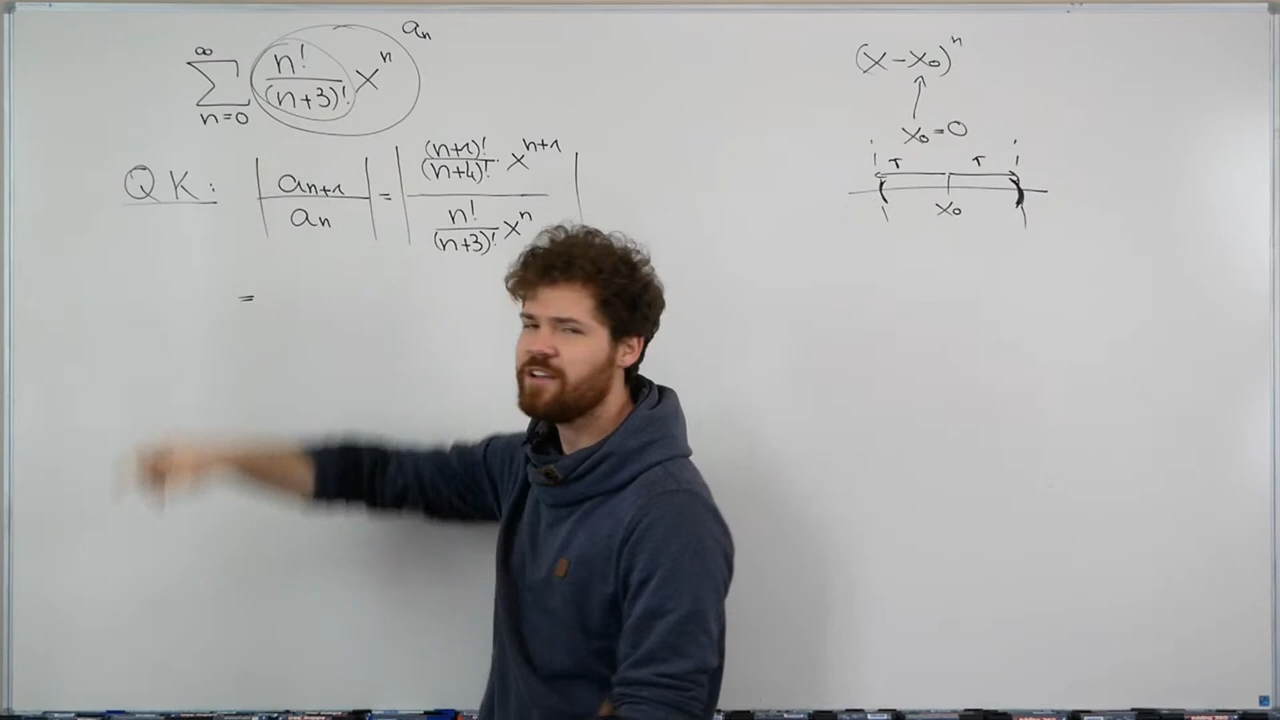 ∞ ∑ n=0 n!/(n+3)! xⁿ aₙ
QK: |aₙ₊₁/aₙ| = |(n+1)!/(n+4)! · xⁿ⁺¹ / n!/(n+3)! xⁿ|
=
(x-x₀)ⁿ
↑
x₀=0
r r
x₀